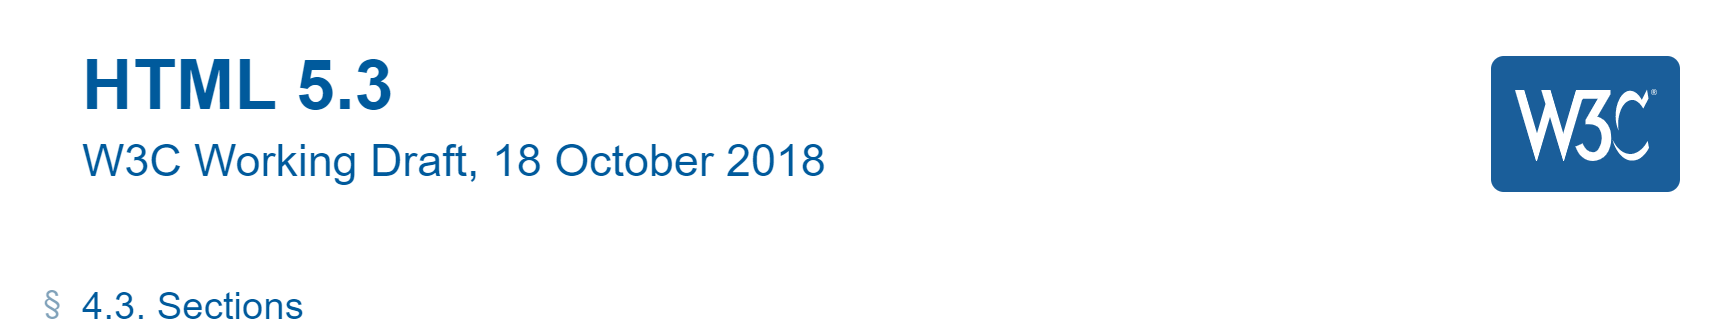 HTML 5.3
W3C®
W3C Working Draft, 18 October 2018
§ 4.3. Sections